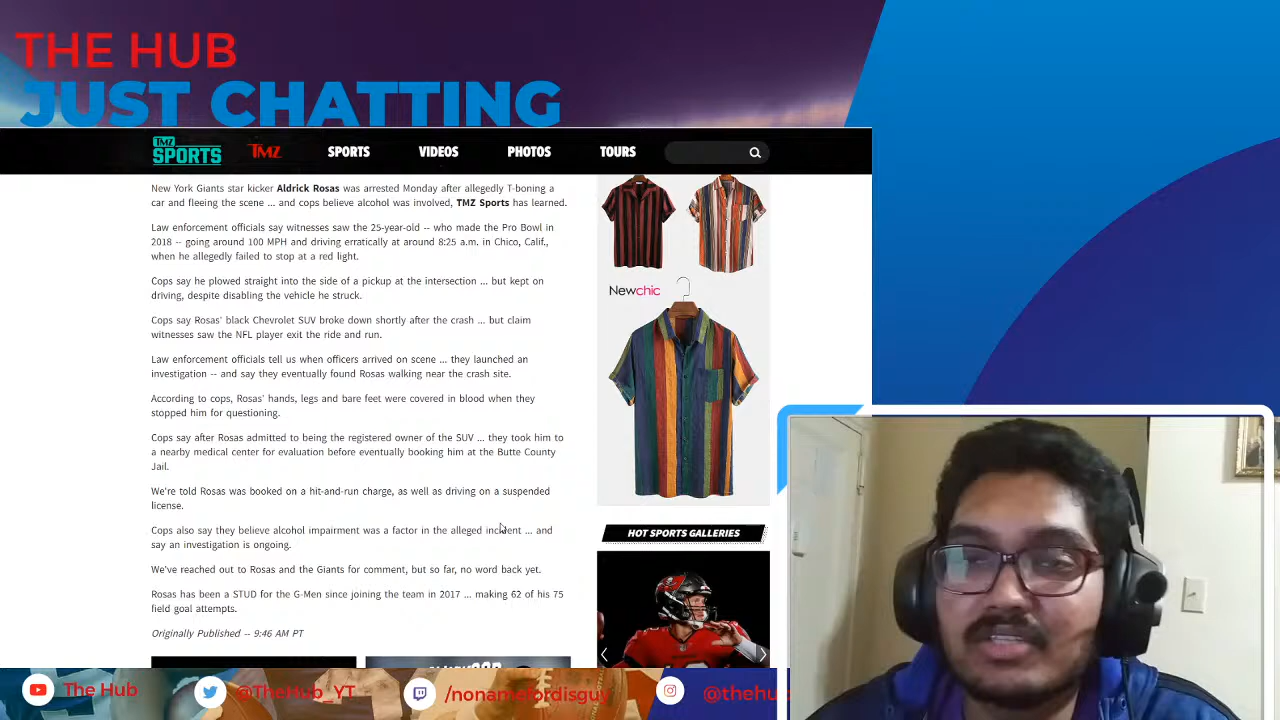 THE HUB
JUST CHATTING
TMZ SPORTS TMZ SPORTS VIDEOS PHOTOS TOURS
New York Giants star kicker Aldrick Rosas was arrested Monday after allegedly T-boning a
car and fleeing the scene ... and cops believe alcohol was involved, TMZ Sports has learned.
Law enforcement officials say witnesses saw the 25-year-old -- who made the Pro Bowl in
2018 -- going around 100 MPH and driving erratically at around 8:25 a.m. in Chico, Calif.,
when he allegedly failed to stop at a red light.
Cops say he plowed straight into the side of a pickup at the intersection ... but kept on
driving, despite disabling the vehicle he struck.
Cops say Rosas' black Chevrolet SUV broke down shortly after the crash ... but claim
witnesses saw the NFL player exit the ride and run.
Law enforcement officials tell us when officers arrived on scene ... they launched an
investigation -- and say they eventually found Rosas walking near the crash site.
According to cops, Rosas' hands, legs and bare feet were covered in blood when they
stopped him for questioning.
Cops say after Rosas admitted to being the registered owner of the SUV ... they took him to
a nearby medical center for evaluation before eventually booking him at the Butte County
Jail.
We're told Rosas was booked on a hit-and-run charge, as well as driving on a suspended
license.
Cops also say they believe alcohol impairment was a factor in the alleged incident ... and
say an investigation is ongoing.
We've reached out to Rosas and the Giants for comment, but so far, no word back yet.
Rosas has been a STUD for the G-Men since joining the team in 2017 ... making 62 of his 75
field goal attempts.
Originally Published -- 9:46 AM PT
Newchic
HOT SPORTS GALLERIES
The Hub @TheHub_YT /nonamefordisguy @thehub